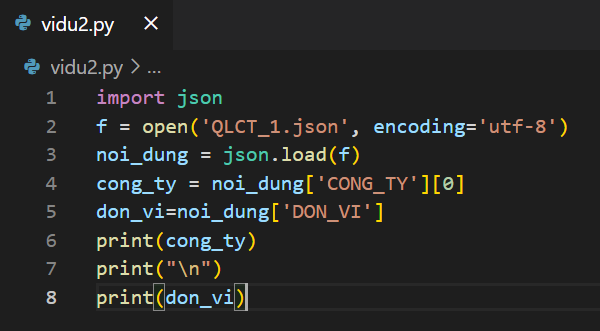 vidu2.py ×
vidu2.py > ...
1 import json
2 f = open('QLCT_1.json', encoding='utf-8')
3 noi_dung = json.load(f)
4 cong_ty = noi_dung['CONG_TY'][0]
5 don_vi=noi_dung['DON_VI']
6 print(cong_ty)
7 print("\n")
8 print(don_vi)